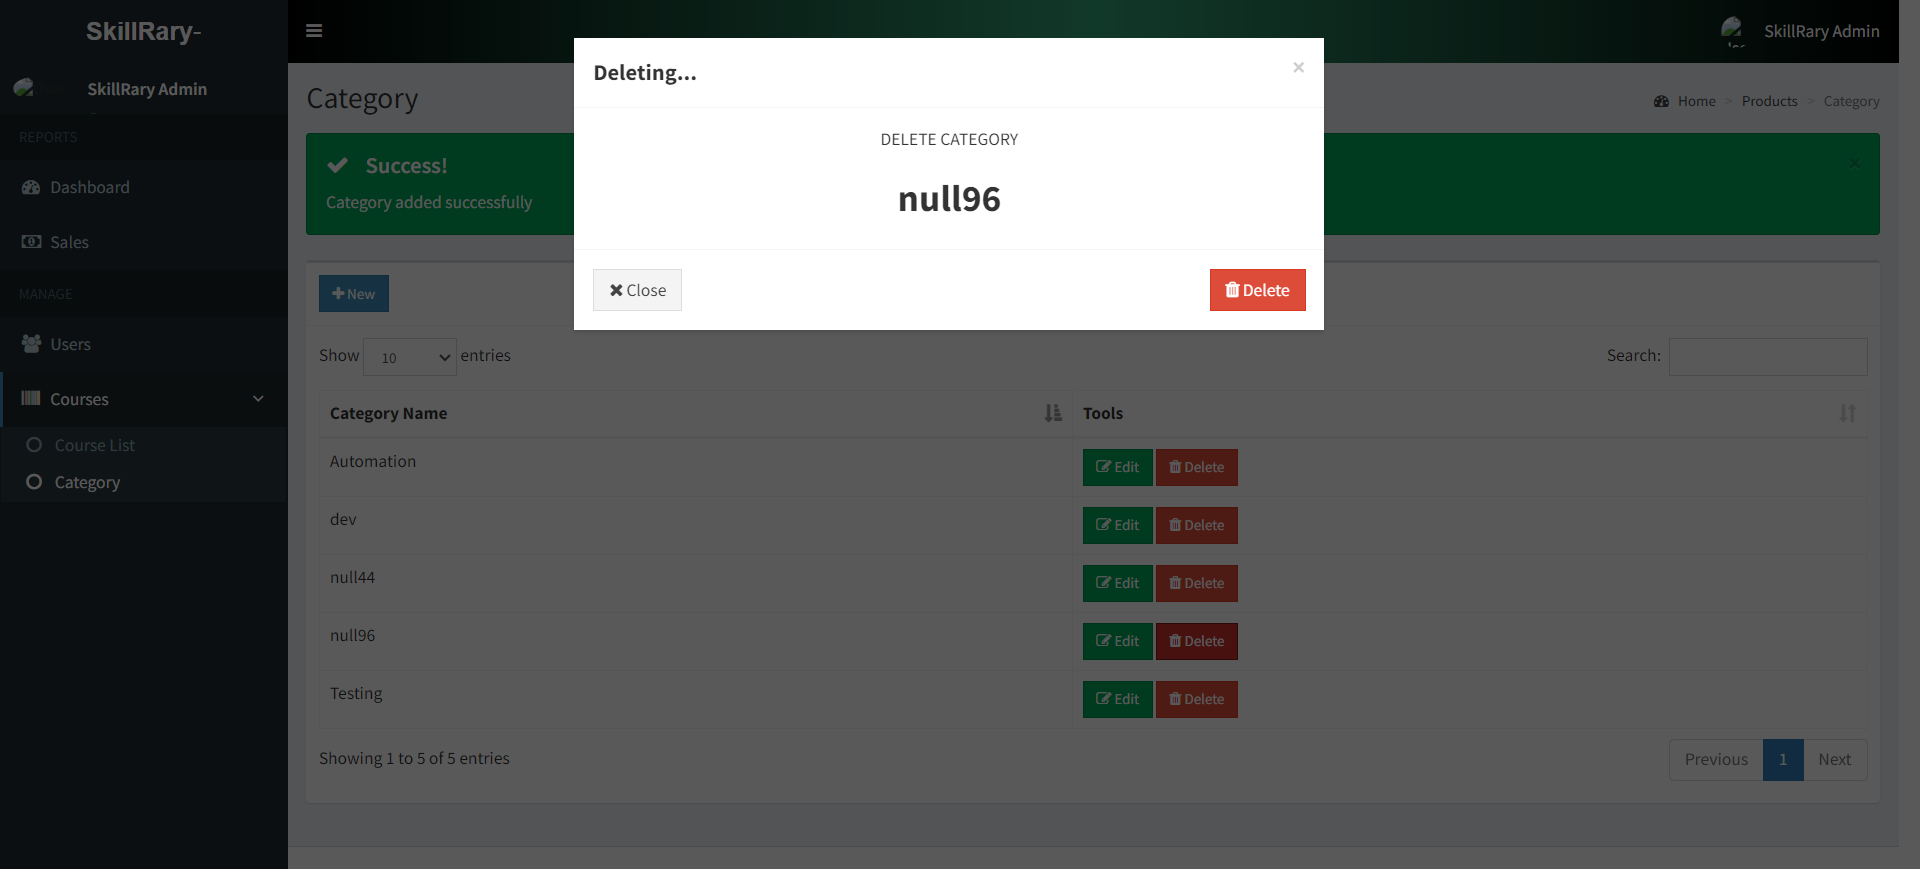 SkillRary-
SkillRary Admin
SkillRary Admin
REPORTS
Dashboard
Sales
MANAGE
Users
Courses
Course List
Category
Category
Home > Products > Category
Success!
Category added successfully
Deleting...
×
DELETE CATEGORY
null96
Close
Delete
New
Show 10 entries
Search:
Category Name Tools
Automation Edit Delete
dev Edit Delete
null44 Edit Delete
null96 Edit Delete
Testing Edit Delete
Showing 1 to 5 of 5 entries
Previous 1 Next